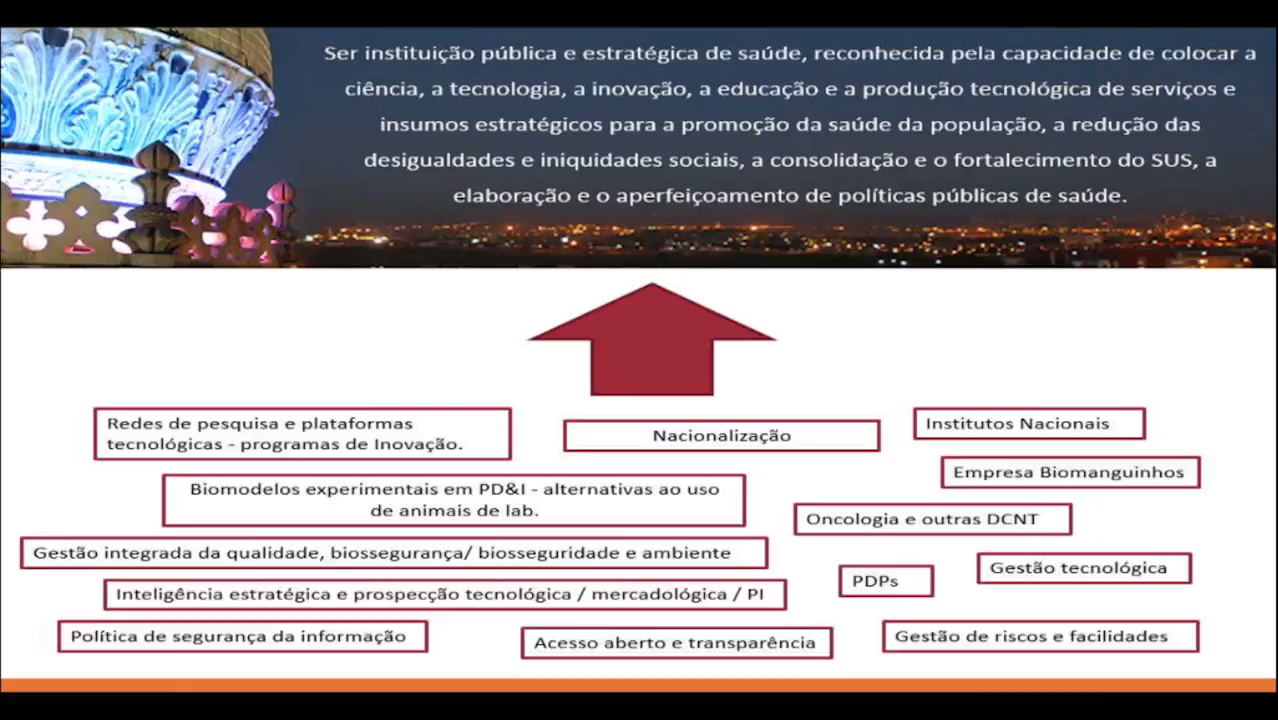 Ser instituição pública e estratégica de saúde, reconhecida pela capacidade de colocar a
ciência, a tecnologia, a inovação, a educação e a produção tecnológica de serviços e
insumos estratégicos para a promoção da saúde da população, a redução das
desigualdades e iniquidades sociais, a consolidação e o fortalecimento do SUS, a
elaboração e o aperfeiçoamento de políticas públicas de saúde.
Redes de pesquisa e plataformas
tecnológicas - programas de Inovação.
Nacionalização
Institutos Nacionais
Empresa Biomanguinhos
Biomodelos experimentais em PD&I - alternativas ao uso
de animais de lab.
Oncologia e outras DCNT
Gestão integrada da qualidade, biossegurança/ biosseguridade e ambiente
Gestão tecnológica
PDPs
Inteligência estratégica e prospecção tecnológica / mercadológica / PI
Política de segurança da informação
Acesso aberto e transparência
Gestão de riscos e facilidades